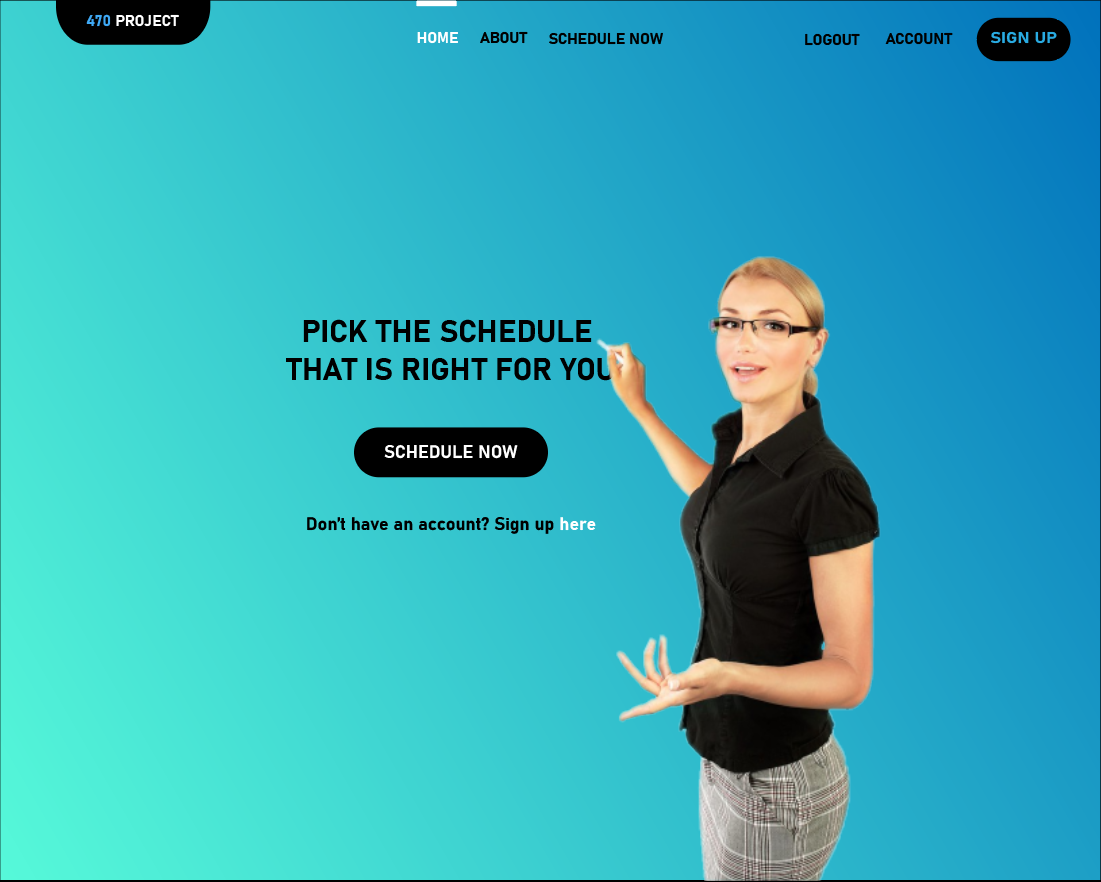 470 PROJECT
HOME ABOUT SCHEDULE NOW LOGOUT ACCOUNT SIGN UP
PICK THE SCHEDULE
THAT IS RIGHT FOR YOU
SCHEDULE NOW
Don't have an account? Sign up here